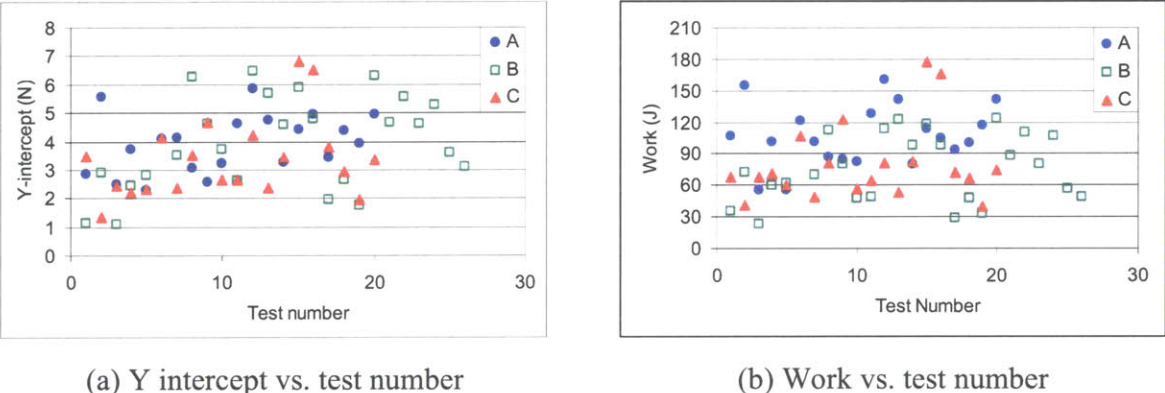 8
7
6
5
4
3
2
1
0
Y-intercept (N)
0 10 20 30
Test number
A
B
C
210
180
150
120
90
60
30
0
Work (J)
0 10 20 30
Test Number
A
B
C
(a) Y intercept vs. test number
(b) Work vs. test number